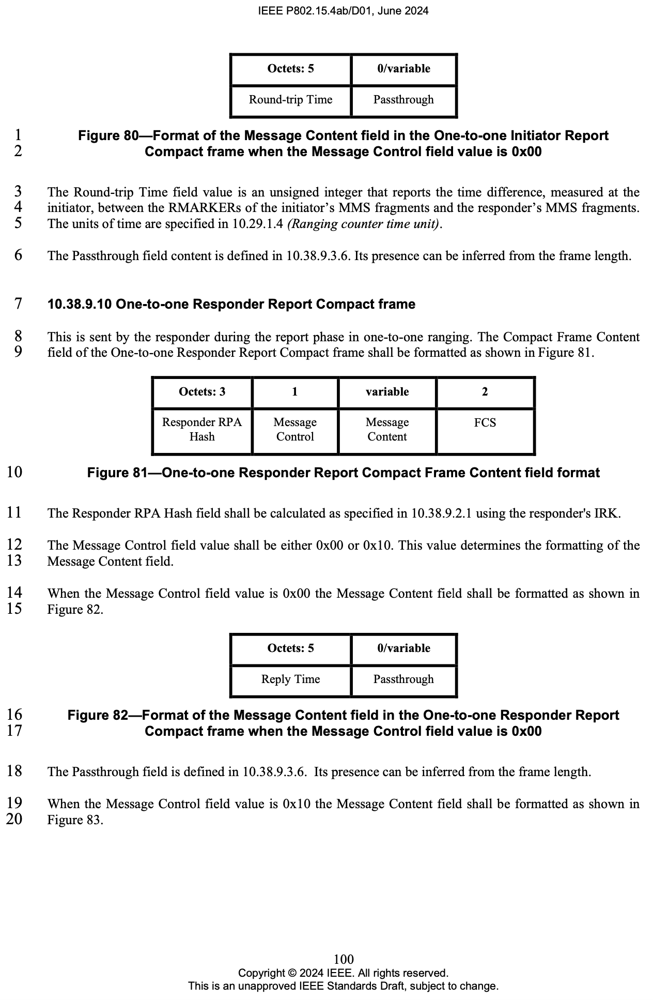 IEEE P802.15.4ab/D01, June 2024
Octets: 5 0/variable
Round-trip Time Passthrough
1 Figure 80—Format of the Message Content field in the One-to-one Initiator Report
2 Compact frame when the Message Control field value is 0x00
3 The Round-trip Time field value is an unsigned integer that reports the time difference, measured at the
4 initiator, between the RMARKERs of the initiator’s MMS fragments and the responder’s MMS fragments.
5 The units of time are specified in 10.29.1.4 (Ranging counter time unit).
6 The Passthrough field content is defined in 10.38.9.3.6. Its presence can be inferred from the frame length.
7 10.38.9.10 One-to-one Responder Report Compact frame
8 This is sent by the responder during the report phase in one-to-one ranging. The Compact Frame Content
9 field of the One-to-one Responder Report Compact frame shall be formatted as shown in Figure 81.
Octets: 3 1 variable 2
Responder RPA Message Message FCS
Hash Control Content
10 Figure 81—One-to-one Responder Report Compact Frame Content field format
11 The Responder RPA Hash field shall be calculated as specified in 10.38.9.2.1 using the responder's IRK.
12 The Message Control field value shall be either 0x00 or 0x10. This value determines the formatting of the
13 Message Content field.
14 When the Message Control field value is 0x00 the Message Content field shall be formatted as shown in
15 Figure 82.
Octets: 5 0/variable
Reply Time Passthrough
16 Figure 82—Format of the Message Content field in the One-to-one Responder Report
17 Compact frame when the Message Control field value is 0x00
18 The Passthrough field is defined in 10.38.9.3.6.  Its presence can be inferred from the frame length.
19 When the Message Control field value is 0x10 the Message Content field shall be formatted as shown in
20 Figure 83.
100
Copyright © 2024 IEEE. All rights reserved.
This is an unapproved IEEE Standards Draft, subject to change.